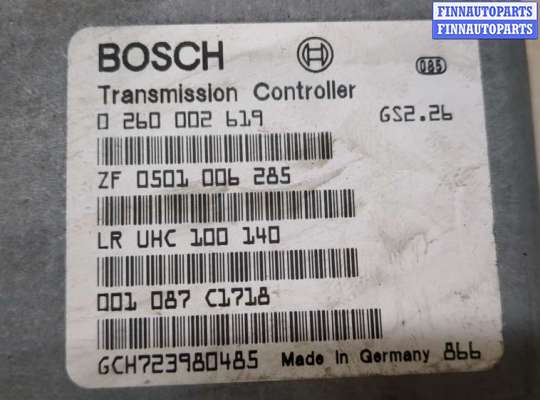 FINNAUTOPARTS
FINNAUTOPARTS
BOSCH
085
Transmission Controller
0 260 002 619 GS2.26
ZF 0501 006 285
LR UHC 100 140
001 087 C1718
GCH723980485 Made in Germany 866